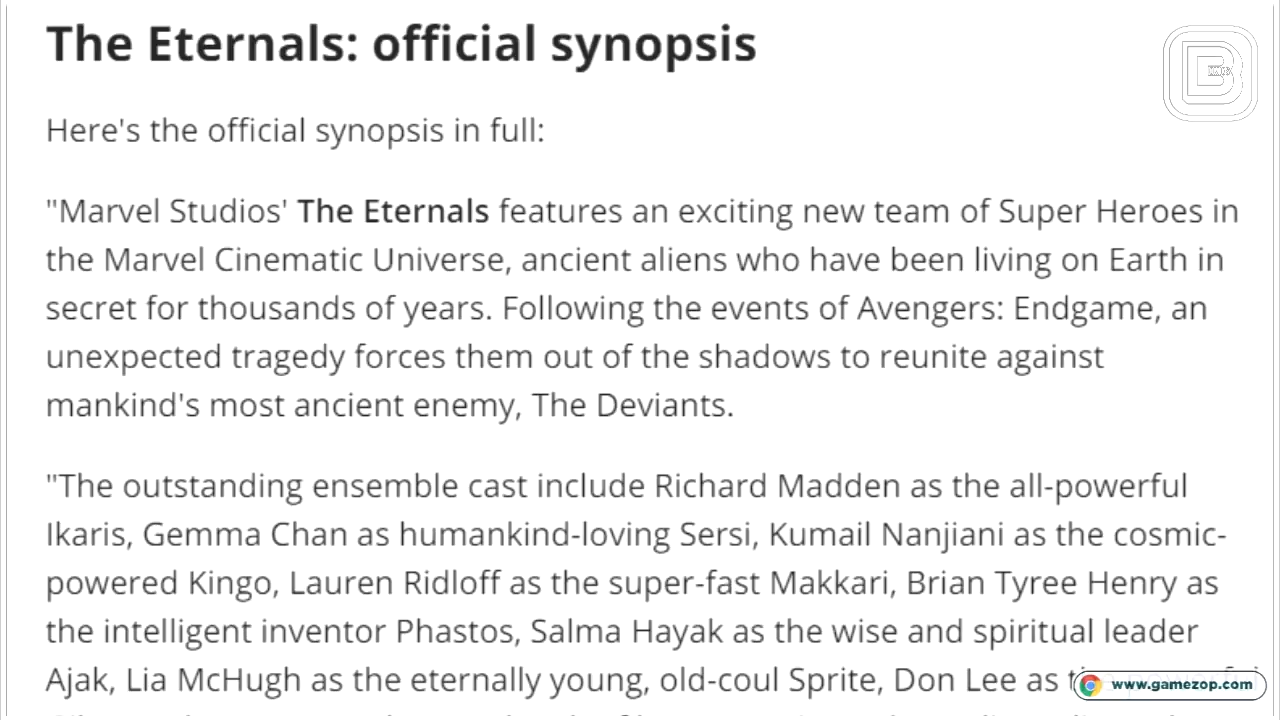 The Eternals: official synopsis
Here's the official synopsis in full:
"Marvel Studios' The Eternals features an exciting new team of Super Heroes in
the Marvel Cinematic Universe, ancient aliens who have been living on Earth in
secret for thousands of years. Following the events of Avengers: Endgame, an
unexpected tragedy forces them out of the shadows to reunite against
mankind's most ancient enemy, The Deviants.
"The outstanding ensemble cast include Richard Madden as the all-powerful
Ikaris, Gemma Chan as humankind-loving Sersi, Kumail Nanjiani as the cosmic-
powered Kingo, Lauren Ridloff as the super-fast Makkari, Brian Tyree Henry as
the intelligent inventor Phastos, Salma Hayak as the wise and spiritual leader
Ajak, Lia McHugh as the eternally young, old-coul Sprite, Don Lee as
www.gamezop.com